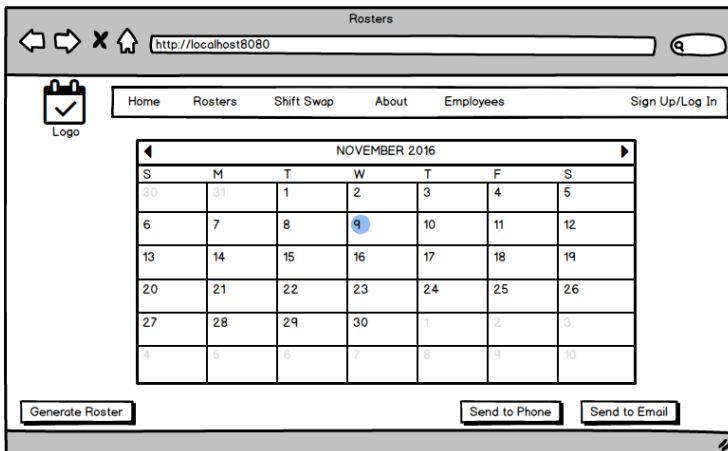 Rosters
http://localhost8080
Logo
Home Rosters Shift Swap About Employees Sign Up/Log In
NOVEMBER 2016
S M T W T F S
30 31 1 2 3 4 5
6 7 8 9 10 11 12
13 14 15 16 17 18 19
20 21 22 23 24 25 26
27 28 29 30 1 2 3
4 5 6 7 8 9 10
Generate Roster Send to Phone Send to Email